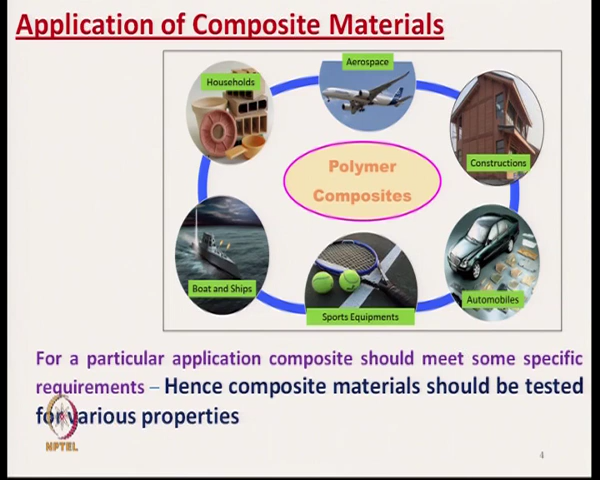 Application of Composite Materials
Aerospace
Households
Constructions
Polymer
Composites
Boat and Ships
Sports Equipments
Automobiles
For a particular application composite should meet some specific
requirements – Hence composite materials should be tested
for various properties
NPTEL
4